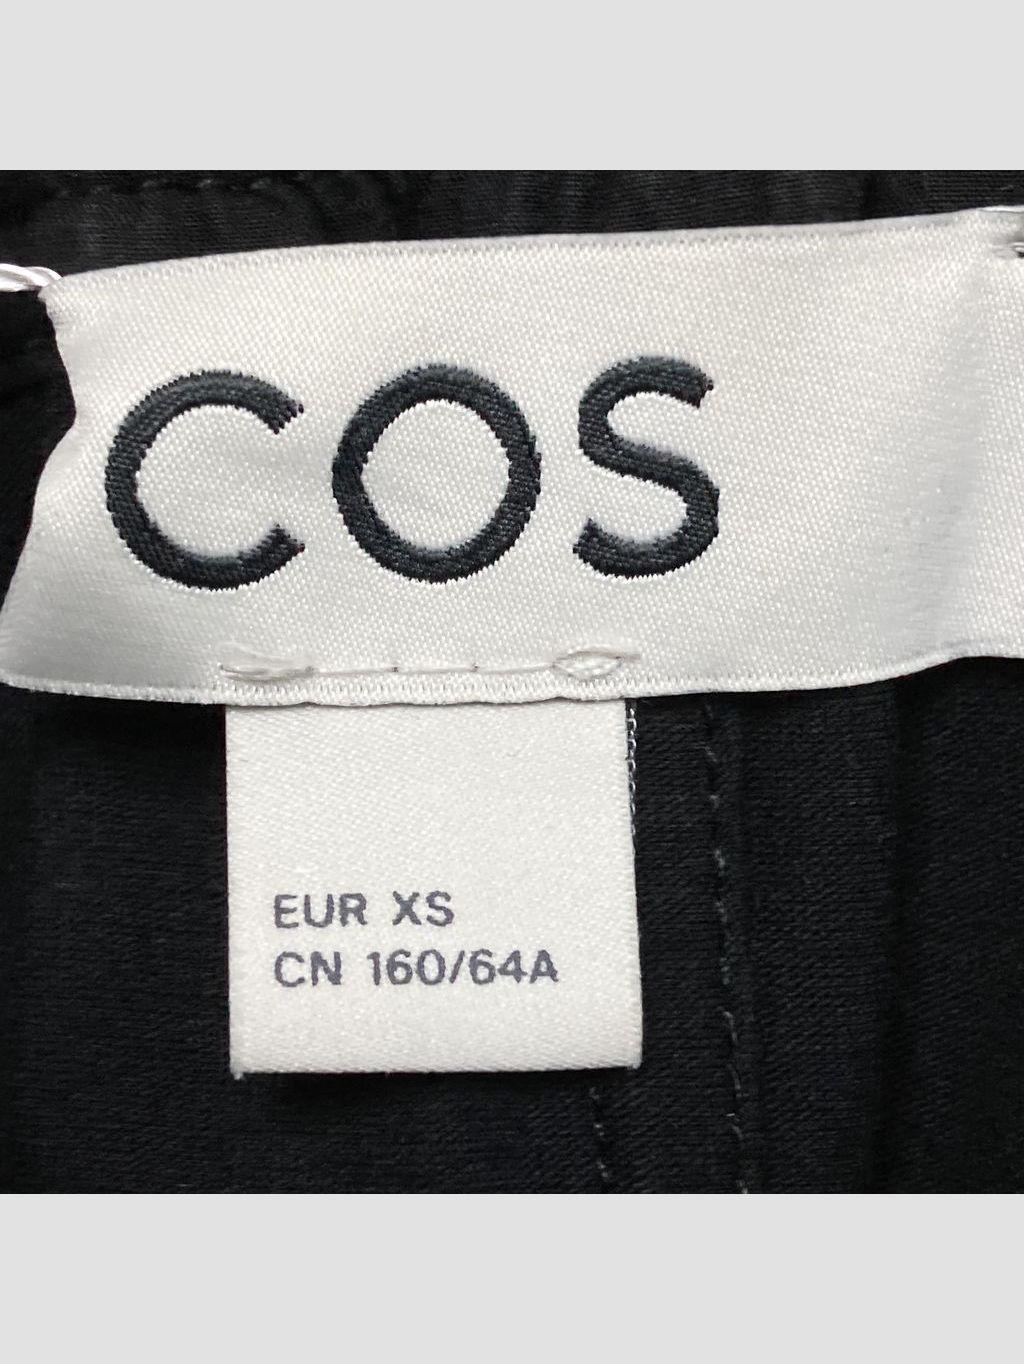 COS
EUR XS
CN 160/64A